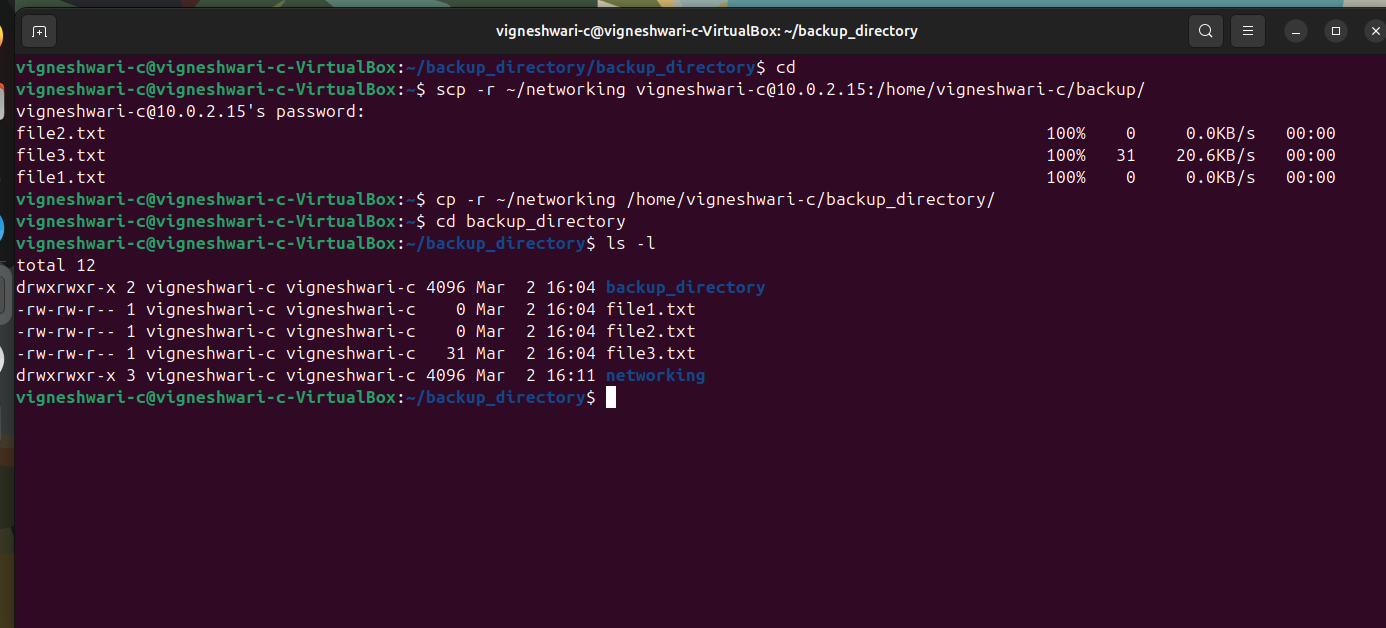 vigneshwari-c@vigneshwari-c-VirtualBox: ~/backup_directory
vigneshwari-c@vigneshwari-c-VirtualBox:~/backup_directory/backup_directory$ cd
vigneshwari-c@vigneshwari-c-VirtualBox:~$ scp -r ~/networking vigneshwari-c@10.0.2.15:/home/vigneshwari-c/backup/
vigneshwari-c@10.0.2.15's password:
file2.txt 100% 0 0.0KB/s 00:00
file3.txt 100% 31 20.6KB/s 00:00
file1.txt 100% 0 0.0KB/s 00:00
vigneshwari-c@vigneshwari-c-VirtualBox:~$ cp -r ~/networking /home/vigneshwari-c/backup_directory/
vigneshwari-c@vigneshwari-c-VirtualBox:~$ cd backup_directory
vigneshwari-c@vigneshwari-c-VirtualBox:~/backup_directory$ ls -l
total 12
drwxrwxr-x 2 vigneshwari-c vigneshwari-c 4096 Mar  2 16:04 backup_directory
-rw-rw-r-- 1 vigneshwari-c vigneshwari-c    0 Mar  2 16:04 file1.txt
-rw-rw-r-- 1 vigneshwari-c vigneshwari-c    0 Mar  2 16:04 file2.txt
-rw-rw-r-- 1 vigneshwari-c vigneshwari-c   31 Mar  2 16:04 file3.txt
drwxrwxr-x 3 vigneshwari-c vigneshwari-c 4096 Mar  2 16:11 networking
vigneshwari-c@vigneshwari-c-VirtualBox:~/backup_directory$